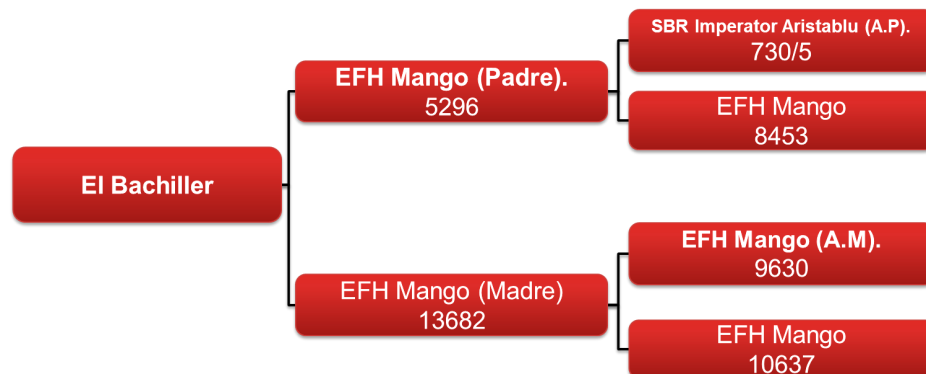 SBR Imperator Aristablu (A.P).
730/5
EFH Mango (Padre).
5296
EFH Mango
8453
El Bachiller
EFH Mango (A.M).
9630
EFH Mango (Madre)
13682
EFH Mango
10637